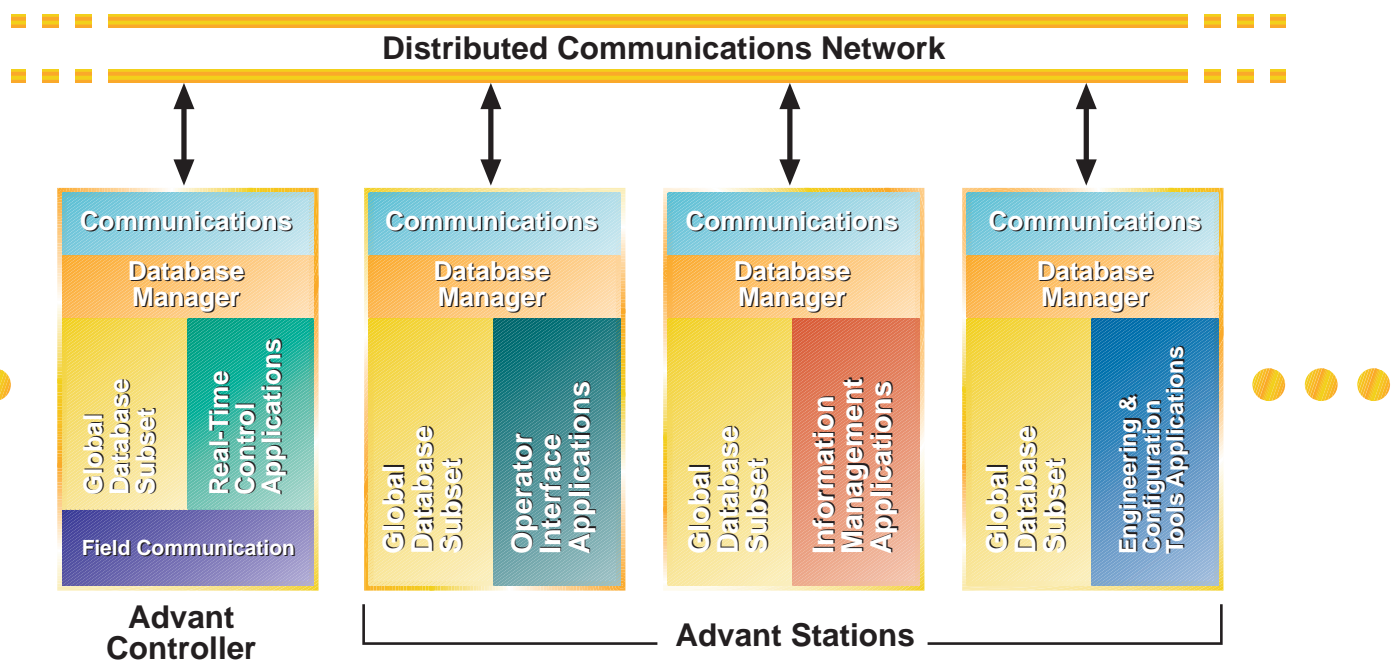 Distributed Communications Network
Communications
Database
Manager
Global
Database
Subset
Real-Time
Control
Applications
Field Communication
Communications
Database
Manager
Global
Database
Subset
Operator
Interface
Applications
Communications
Database
Manager
Global
Database
Subset
Information
Management
Applications
Communications
Database
Manager
Global
Database
Subset
Engineering &
Configuration
Tools Applications
Advant
Controller
Advant Stations